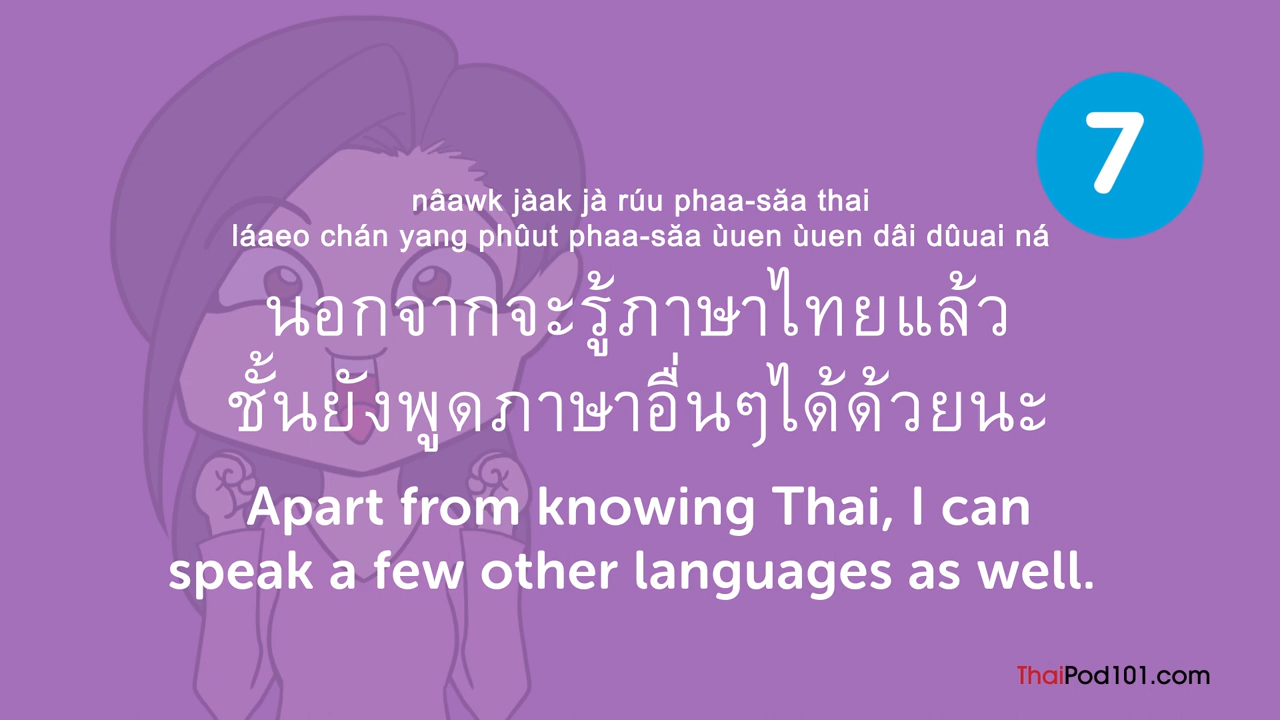 7
nâawk jàak jà rúu phaa-săa thai
láaeo chán yang phûut phaa-săa ùuen ùuen dâi dûuai ná
นอกจากจะรู้ภาษาไทยแล้ว
ชั้นยังพูดภาษาอื่นๆได้ด้วยนะ
Apart from knowing Thai, I can
speak a few other languages as well.
ThaiPod101.com